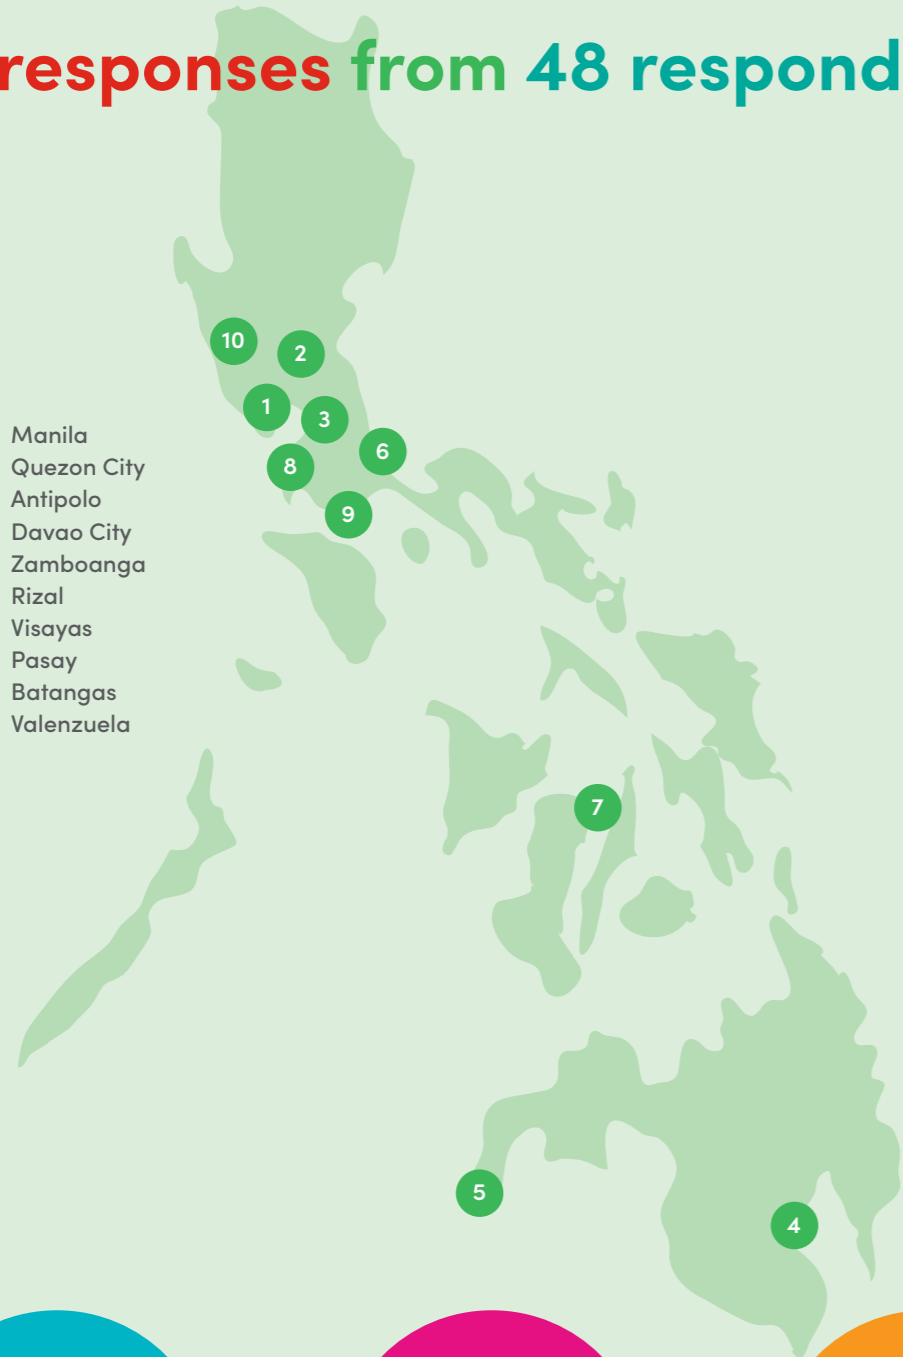 responses from 48 respond
10
2
1
3
6
8
9
Manila
Quezon City
Antipolo
Davao City
Zamboanga
Rizal
Visayas
Pasay
Batangas
Valenzuela
7
5
4